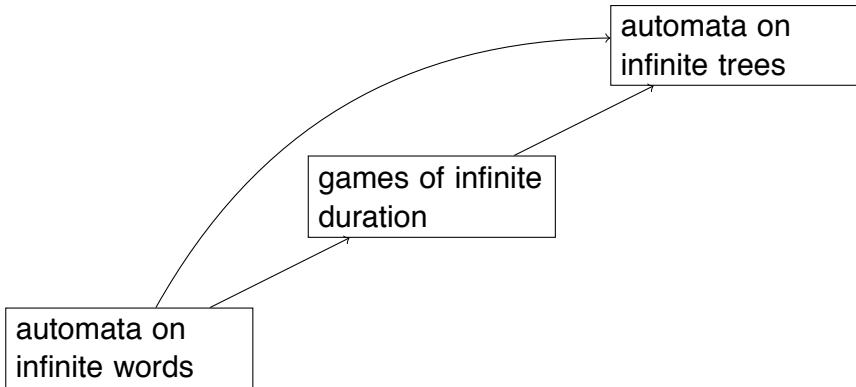 automata on
infinite trees
games of infinite
duration
automata on
infinite words